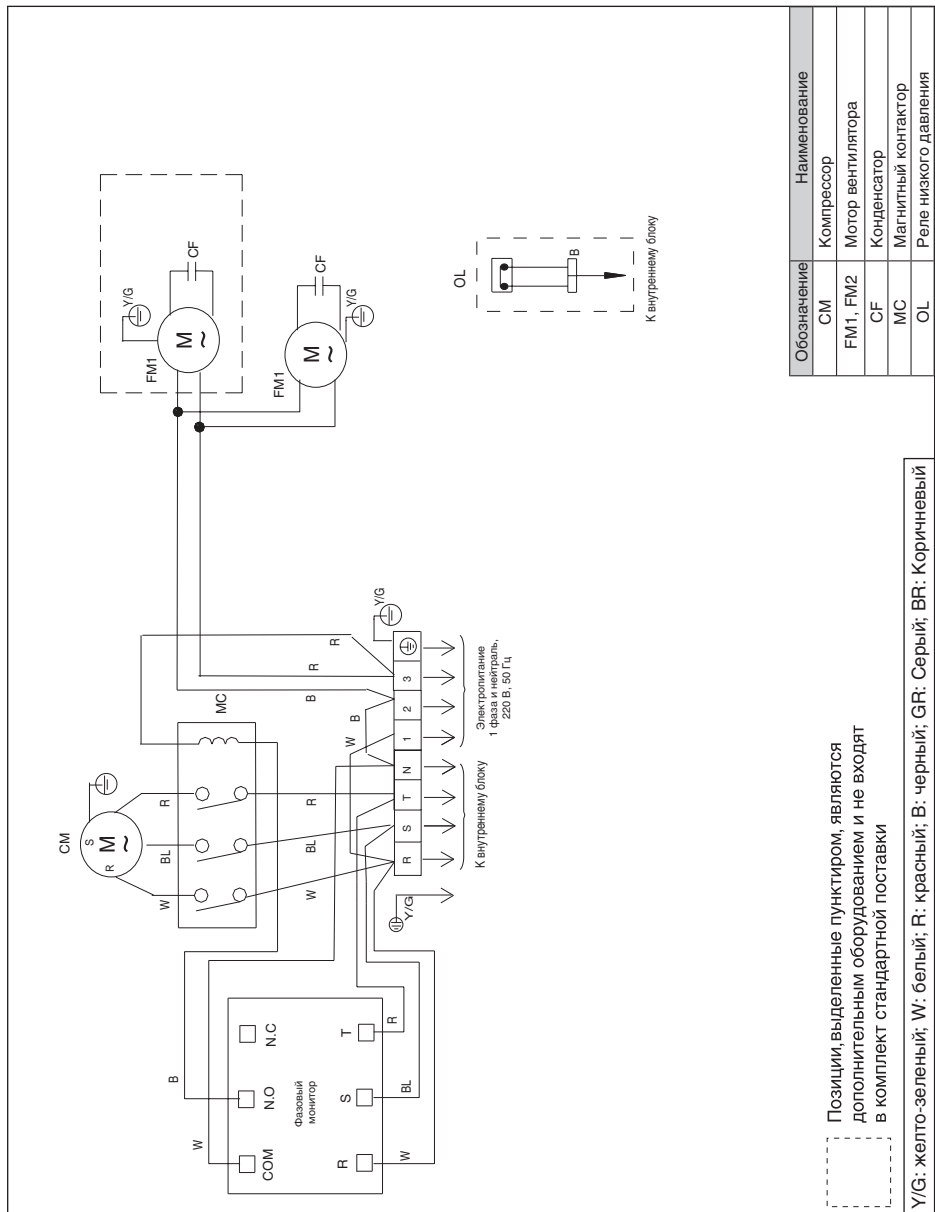 Y/G
CF
M
~
FM1
CF
Y/G
M
~
FM1
OL
B
К внутреннему блоку
Обозначение
Наименование
CM
Компрессор
FM1, FM2
Мотор вентилятора
CF
Конденсатор
MC
Магнитный контактор
OL
Реле низкого давления
CM
S
R
M
~
MC
R
BL
W
R
BL
W
R
R
B
B
W
Y/G
R
S
T
N
1
2
3
Y/G
К внутреннему блоку
Электропитание
1 фаза и нейтраль,
220 В, 50 Гц
B
W
COM
N.O
N.C
Фазовый
монитор
R
S
T
W
BL
R
Позиции,выделенные пунктиром, являются
дополнительным оборудованием и не входят
в комплект стандартной поставки
Y/G: желто-зеленый; W: белый; R: красный; B: черный; GR: Серый; BR: Коричневый